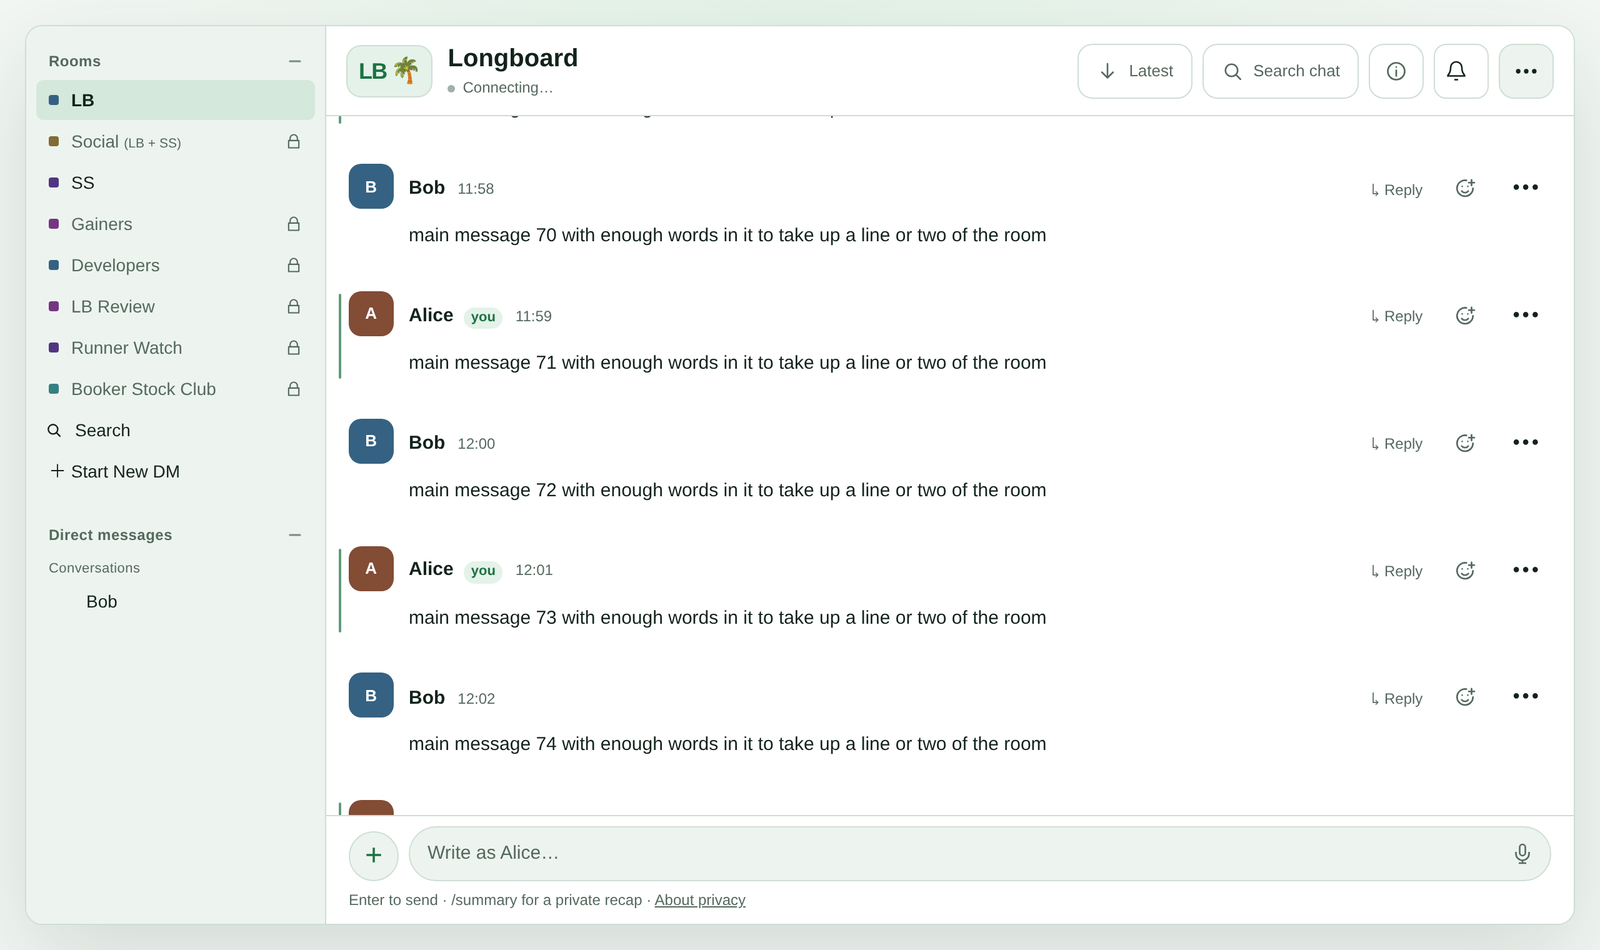 Rooms
LB
Social (LB + SS)
SS
Gainers
Developers
LB Review
Runner Watch
Booker Stock Club
Search
Start New DM
Direct messages
Conversations
Bob
LB 🌴
Longboard
Connecting…
Latest
Search chat
B
Bob 11:58
↳ Reply
main message 70 with enough words in it to take up a line or two of the room
A
Alice you 11:59
↳ Reply
main message 71 with enough words in it to take up a line or two of the room
B
Bob 12:00
↳ Reply
main message 72 with enough words in it to take up a line or two of the room
A
Alice you 12:01
↳ Reply
main message 73 with enough words in it to take up a line or two of the room
B
Bob 12:02
↳ Reply
main message 74 with enough words in it to take up a line or two of the room
Write as Alice…
Enter to send · /summary for a private recap · About privacy